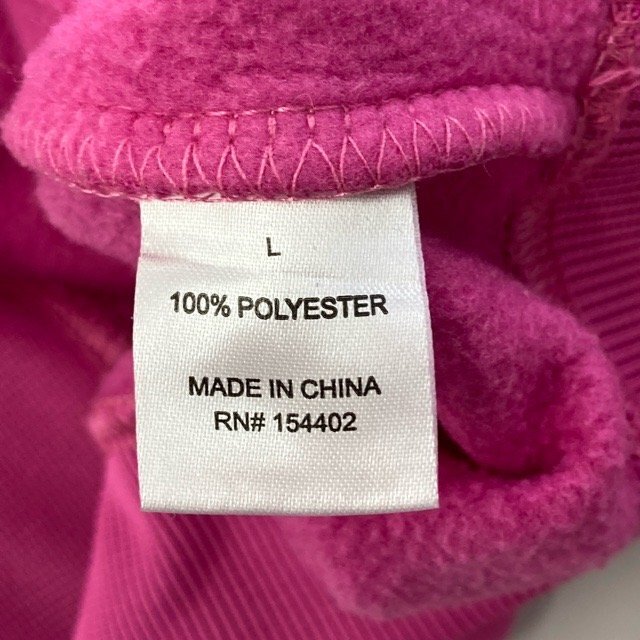 L
100% POLYESTER
MADE IN CHINA
RN# 154402